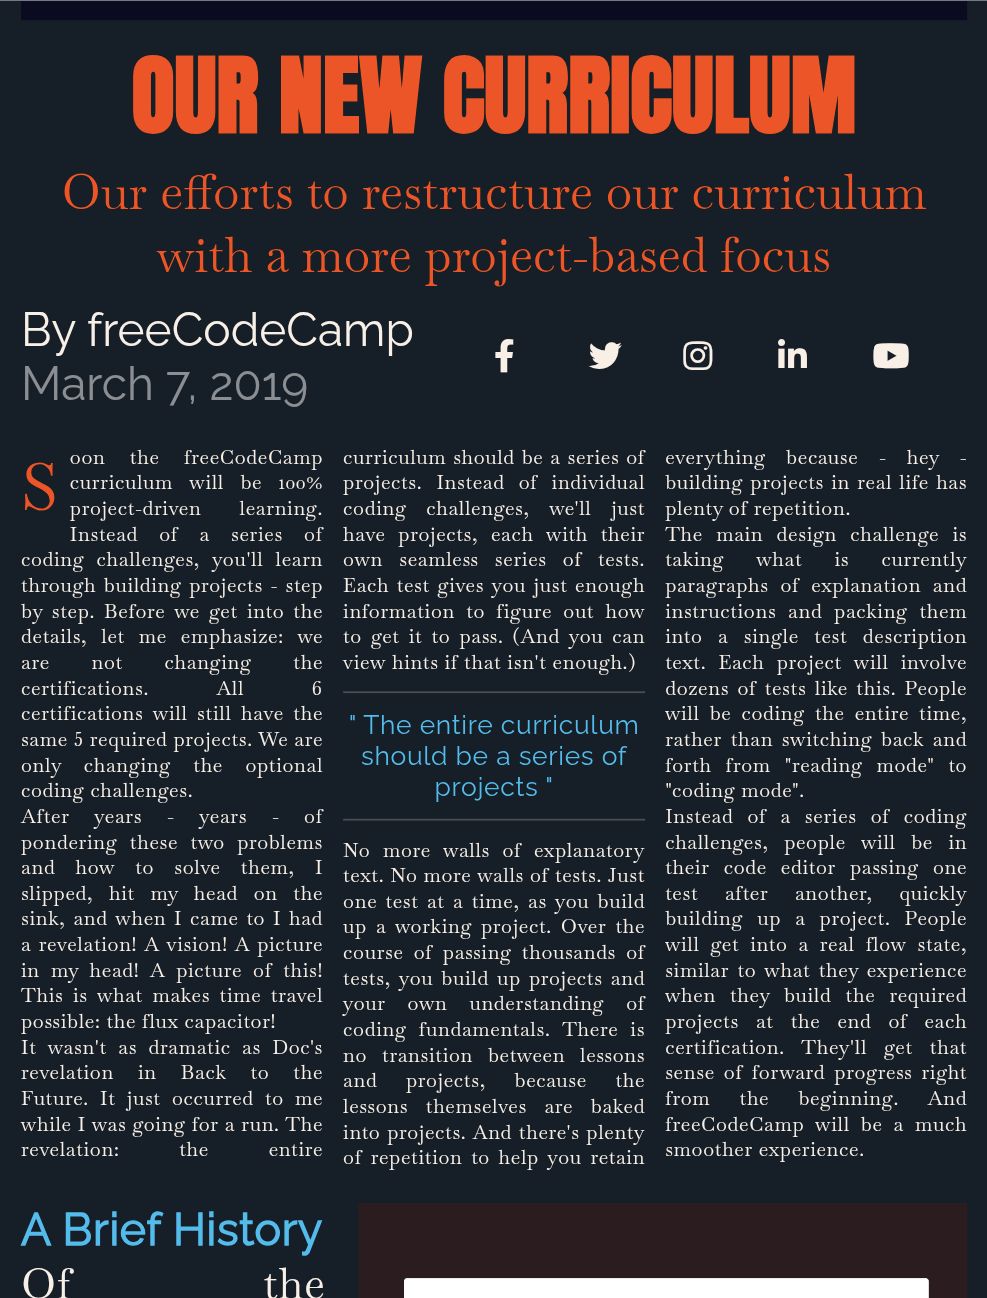 OUR NEW CURRICULUM
Our efforts to restructure our curriculum
with a more project-based focus
By freeCodeCamp
March 7, 2019
Soon the freeCodeCamp
curriculum will be 100%
project-driven learning.
Instead of a series of
coding challenges, you'll learn
through building projects - step
by step. Before we get into the
details, let me emphasize: we
are not changing the
certifications. All 6
certifications will still have the
same 5 required projects. We are
only changing the optional
coding challenges.
After years - years - of
pondering these two problems
and how to solve them, I
slipped, hit my head on the
sink, and when I came to I had
a revelation! A vision! A picture
in my head! A picture of this!
This is what makes time travel
possible: the flux capacitor!
It wasn't as dramatic as Doc's
revelation in Back to the
Future. It just occurred to me
while I was going for a run. The
revelation: the entire
curriculum should be a series of
projects. Instead of individual
coding challenges, we'll just
have projects, each with their
own seamless series of tests.
Each test gives you just enough
information to figure out how
to get it to pass. (And you can
view hints if that isn't enough.)
" The entire curriculum
should be a series of
projects "
No more walls of explanatory
text. No more walls of tests. Just
one test at a time, as you build
up a working project. Over the
course of passing thousands of
tests, you build up projects and
your own understanding of
coding fundamentals. There is
no transition between lessons
and projects, because the
lessons themselves are baked
into projects. And there's plenty
of repetition to help you retain
everything because - hey -
building projects in real life has
plenty of repetition.
The main design challenge is
taking what is currently
paragraphs of explanation and
instructions and packing them
into a single test description
text. Each project will involve
dozens of tests like this. People
will be coding the entire time,
rather than switching back and
forth from "reading mode" to
"coding mode".
Instead of a series of coding
challenges, people will be in
their code editor passing one
test after another, quickly
building up a project. People
will get into a real flow state,
similar to what they experience
when they build the required
projects at the end of each
certification. They'll get that
sense of forward progress right
from the beginning. And
freeCodeCamp will be a much
smoother experience.
A Brief History
Of the